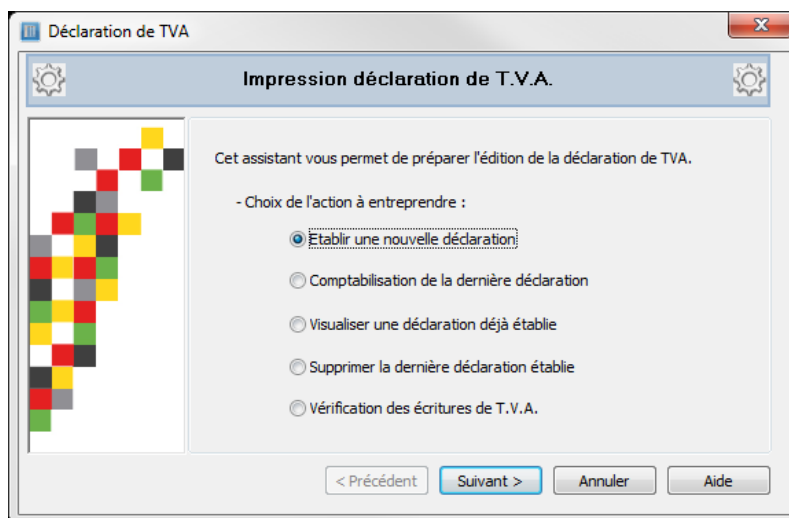 Déclaration de TVA
Impression déclaration de T.V.A.
Cet assistant vous permet de préparer l'édition de la déclaration de TVA.
- Choix de l'action à entreprendre :
Etablir une nouvelle déclaration
Comptabilisation de la dernière déclaration
Visualiser une déclaration déjà établie
Supprimer la dernière déclaration établie
Vérification des écritures de T.V.A.
< Précédent Suivant > Annuler Aide